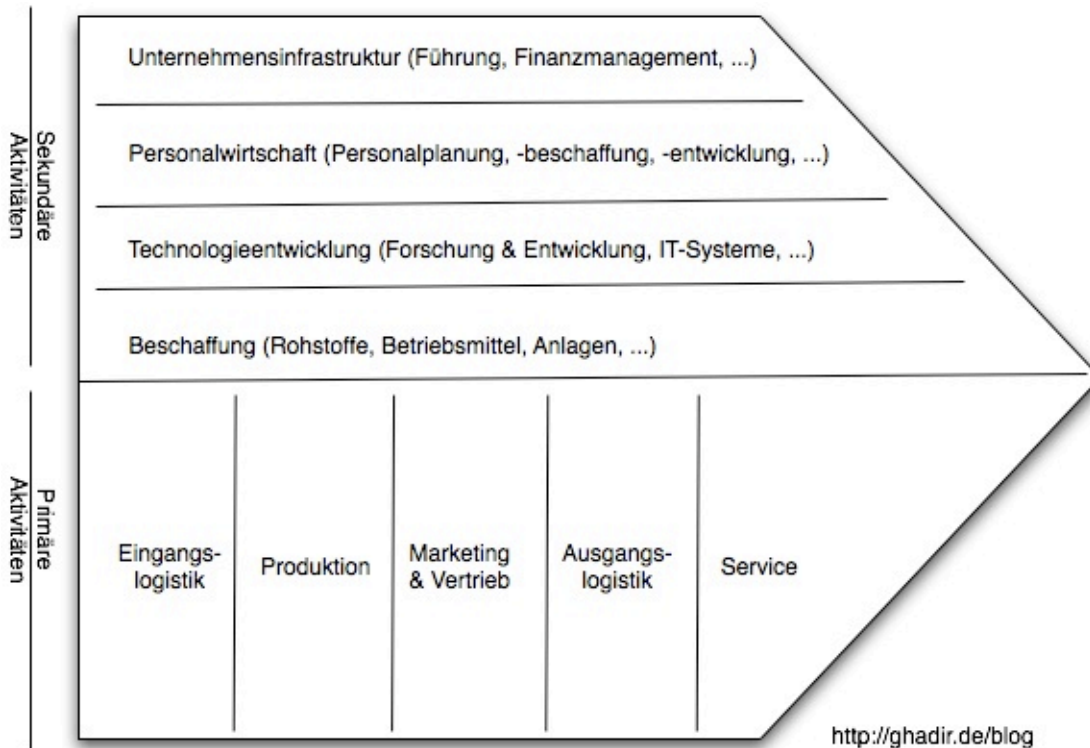 Sekundäre
Aktivitäten
Unternehmensinfrastruktur (Führung, Finanzmanagement, ...)
Personalwirtschaft (Personalplanung, -beschaffung, -entwicklung, ...)
Technologieentwicklung (Forschung & Entwicklung, IT-Systeme, ...)
Beschaffung (Rohstoffe, Betriebsmittel, Anlagen, ...)
Primäre
Aktivitäten
Eingangs-
logistik
Produktion
Marketing
& Vertrieb
Ausgangs-
logistik
Service
http://ghadir.de/blog